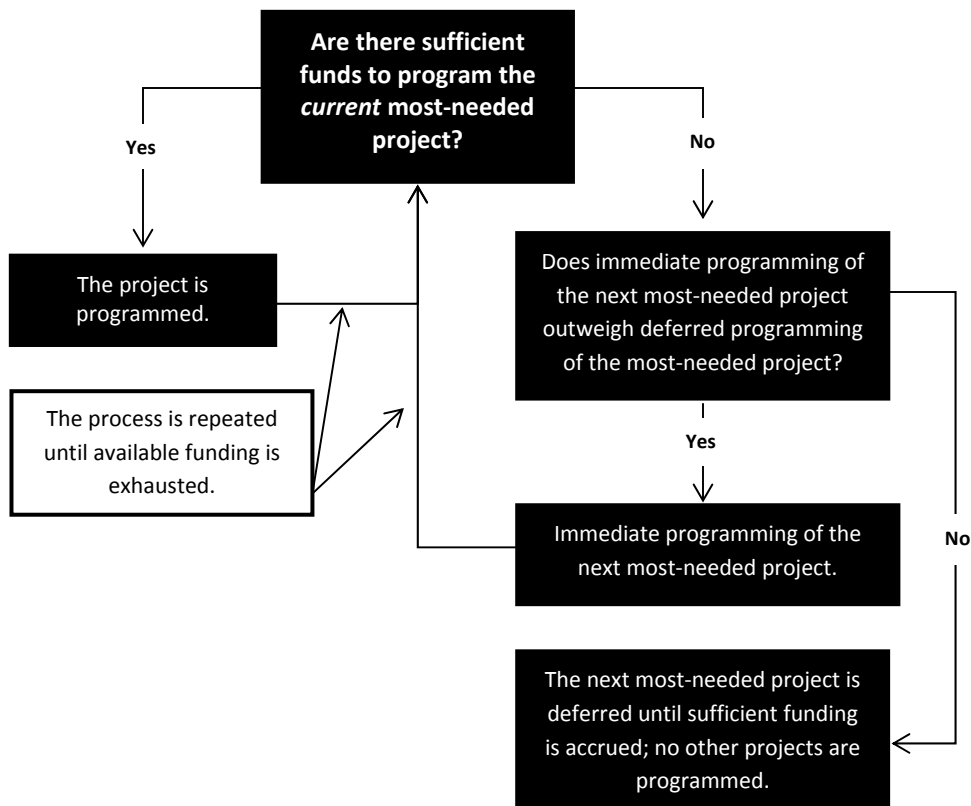 Are there sufficient
funds to program the
current most-needed
project?
Yes
No
The project is
programmed.
Does immediate programming of
the next most-needed project
outweigh deferred programming
of the most-needed project?
The process is repeated
until available funding is
exhausted.
Yes
Immediate programming of the
next most-needed project.
No
The next most-needed project is
deferred until sufficient funding
is accrued; no other projects are
programmed.